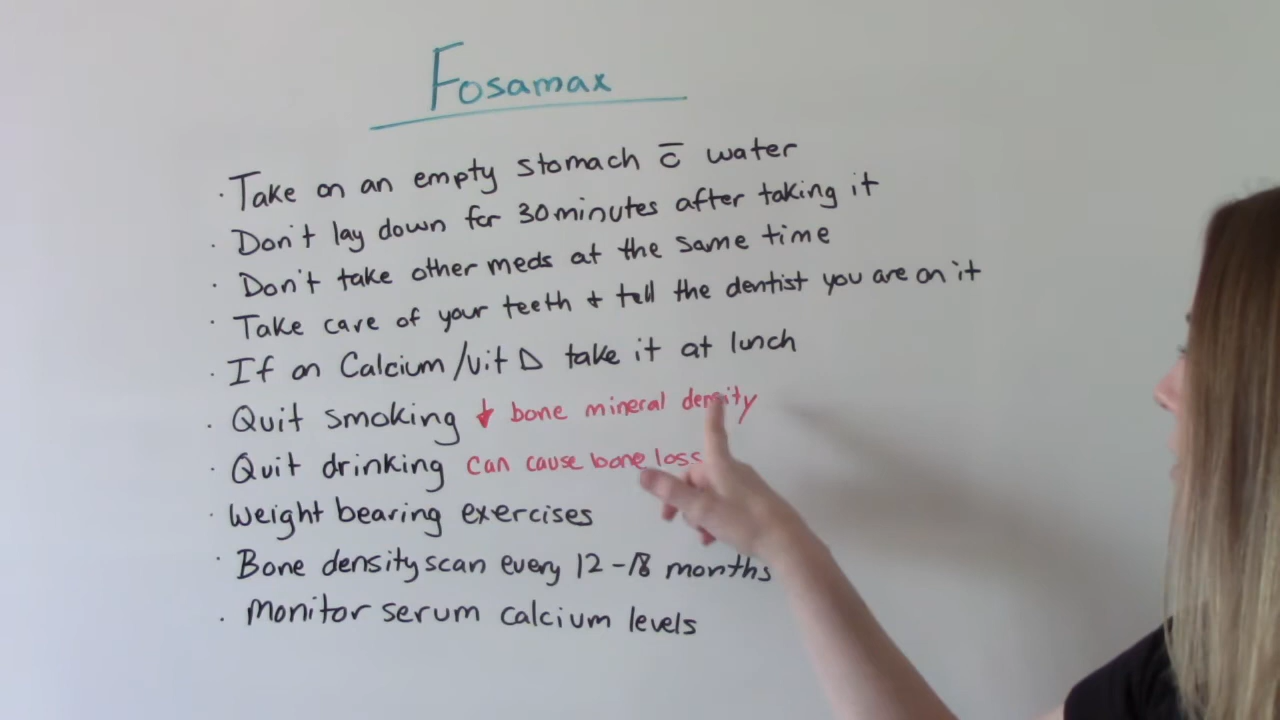 Fosamax
· Take on an empty stomach c̄ water
· Don't lay down for 30 minutes after taking it
· Don't take other meds at the same time
· Take care of your teeth + tell the dentist you are on it
· If on Calcium/vit D take it at lunch
· Quit smoking ↓ bone mineral density
· Quit drinking can cause bone loss
· Weight bearing exercises
· Bone density scan every 12-18 months
· Monitor serum calcium levels